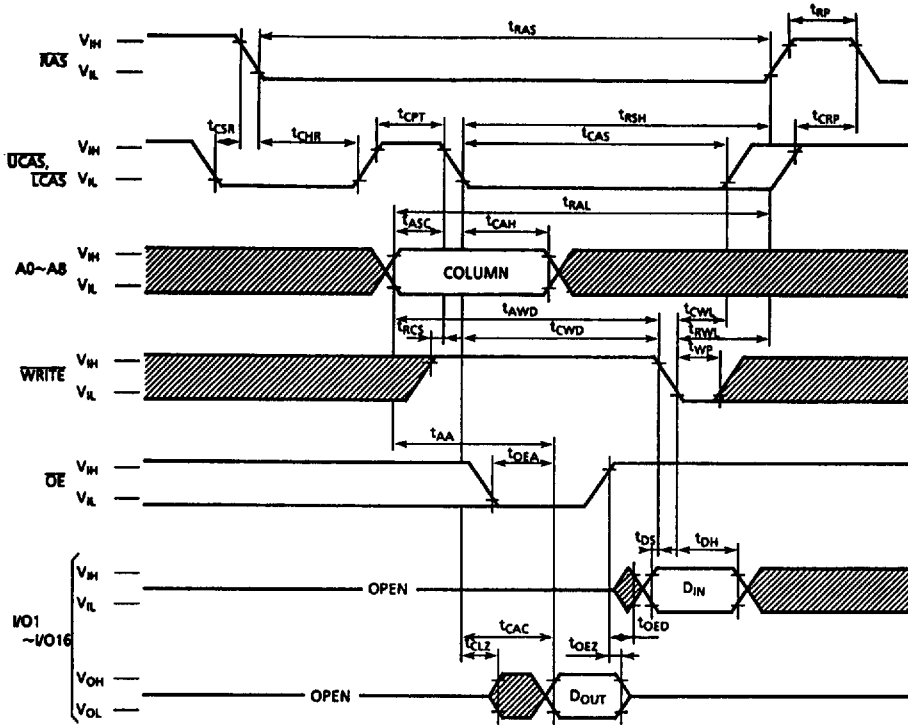 tRP
tRAS
VIH
RAS
VIL
tCPT
tRSH
tCSR
tCHR
tCAS
tCRP
VIH
UCAS,
LCAS
VIL
tRAL
tASC
tCAH
VIH
A0~A8
COLUMN
VIL
tAWD
tCWL
tRCS
tCWD
tRWL
tWP
VIH
WRITE
VIL
tAA
tOEA
VIH
OE
VIL
tDS
tDH
VIH
OPEN
DIN
VIL
I/O1
~I/O16
tOED
tCAC
tCLZ
tOEZ
VOH
OPEN
DOUT
VOL